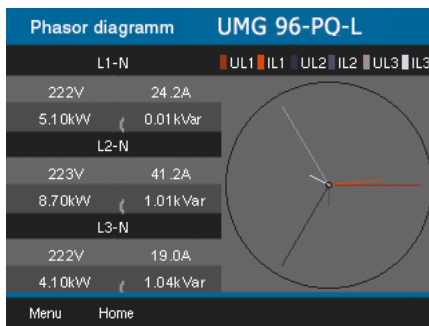 Phasor diagramm UMG 96-PQ-L
L1-N
UL1 IL1 UL2 IL2 UL3 IL3
222V 24.2A
5.10kW 0.01kVar
L2-N
223V 41.2A
8.70kW 1.01kVar
L3-N
222V 19.0A
4.10kW 1.04kVar
Menu Home